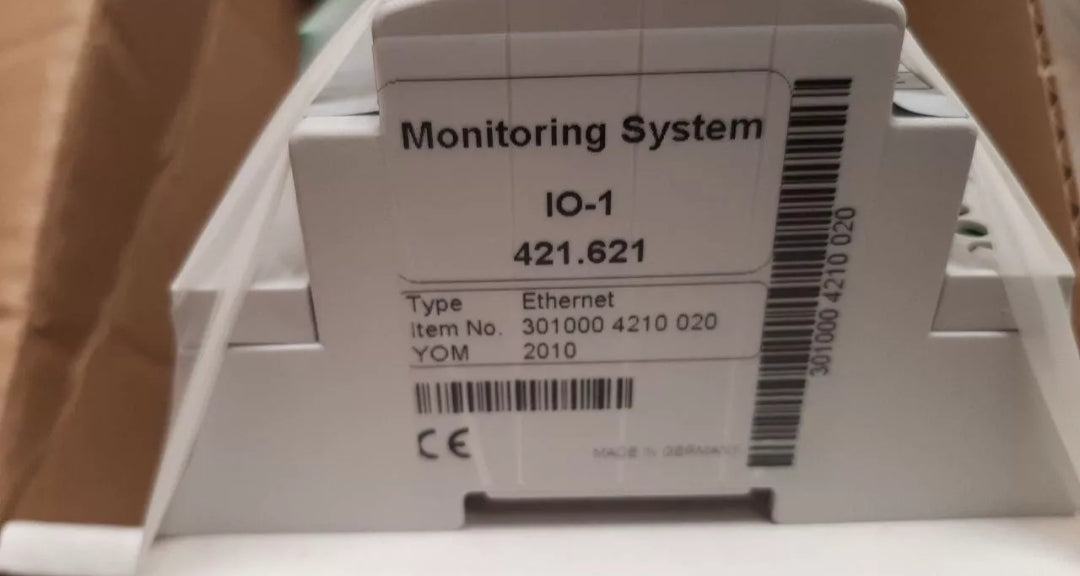 Monitoring System
IO-1
421.621
Type Ethernet
Item No. 301000 4210 020
YOM 2010
CE
MADE IN GERMANY
301000 4210 020